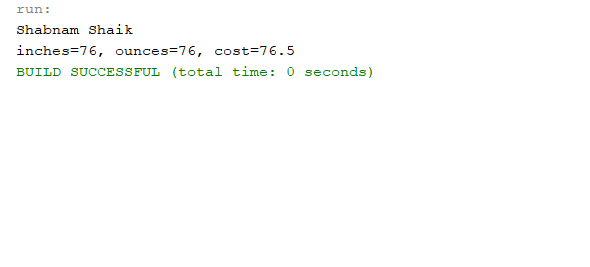 run:
Shabnam Shaik
inches=76, ounces=76, cost=76.5
BUILD SUCCESSFUL (total time: 0 seconds)